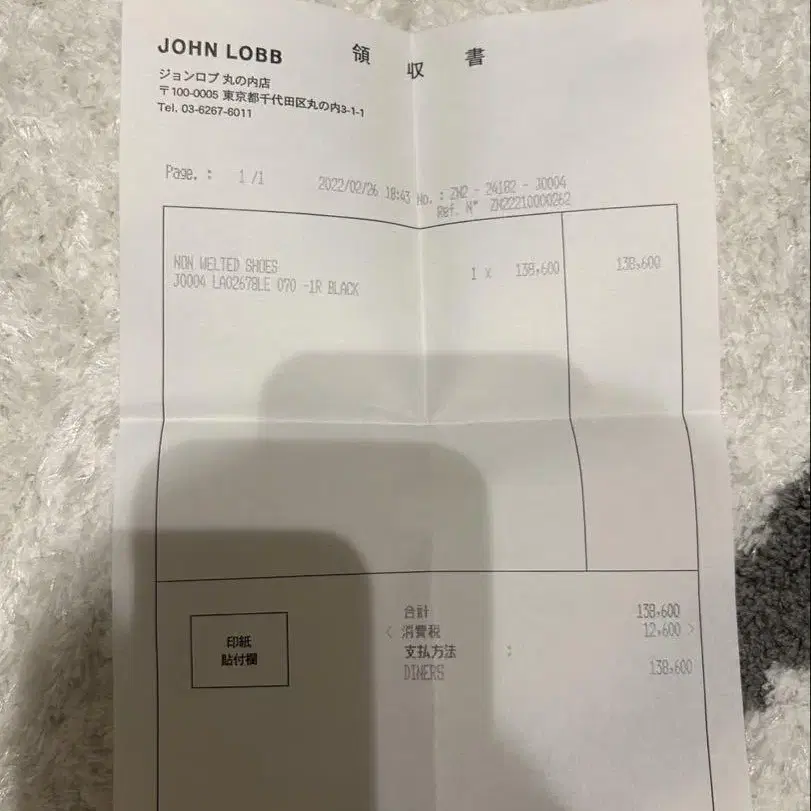 JOHN LOBB 領収書
ジョンロブ 丸の内店
〒100-0005 東京都千代田区丸の内3-1-1
Tel. 03-6267-6011
Page. : 1 /1 2022/02/26 18:43 No. : ZN2 - 24182 - J0004
Ref. N° ZN22210000262
NON WELTED SHOES 1 x 138,600 138,600
J0004 LA0267BLE 070 -1R BLACK
合計 138,600
< 消費税 12,600 >
支払方法 :
DINERS 138,600
印紙
貼付欄